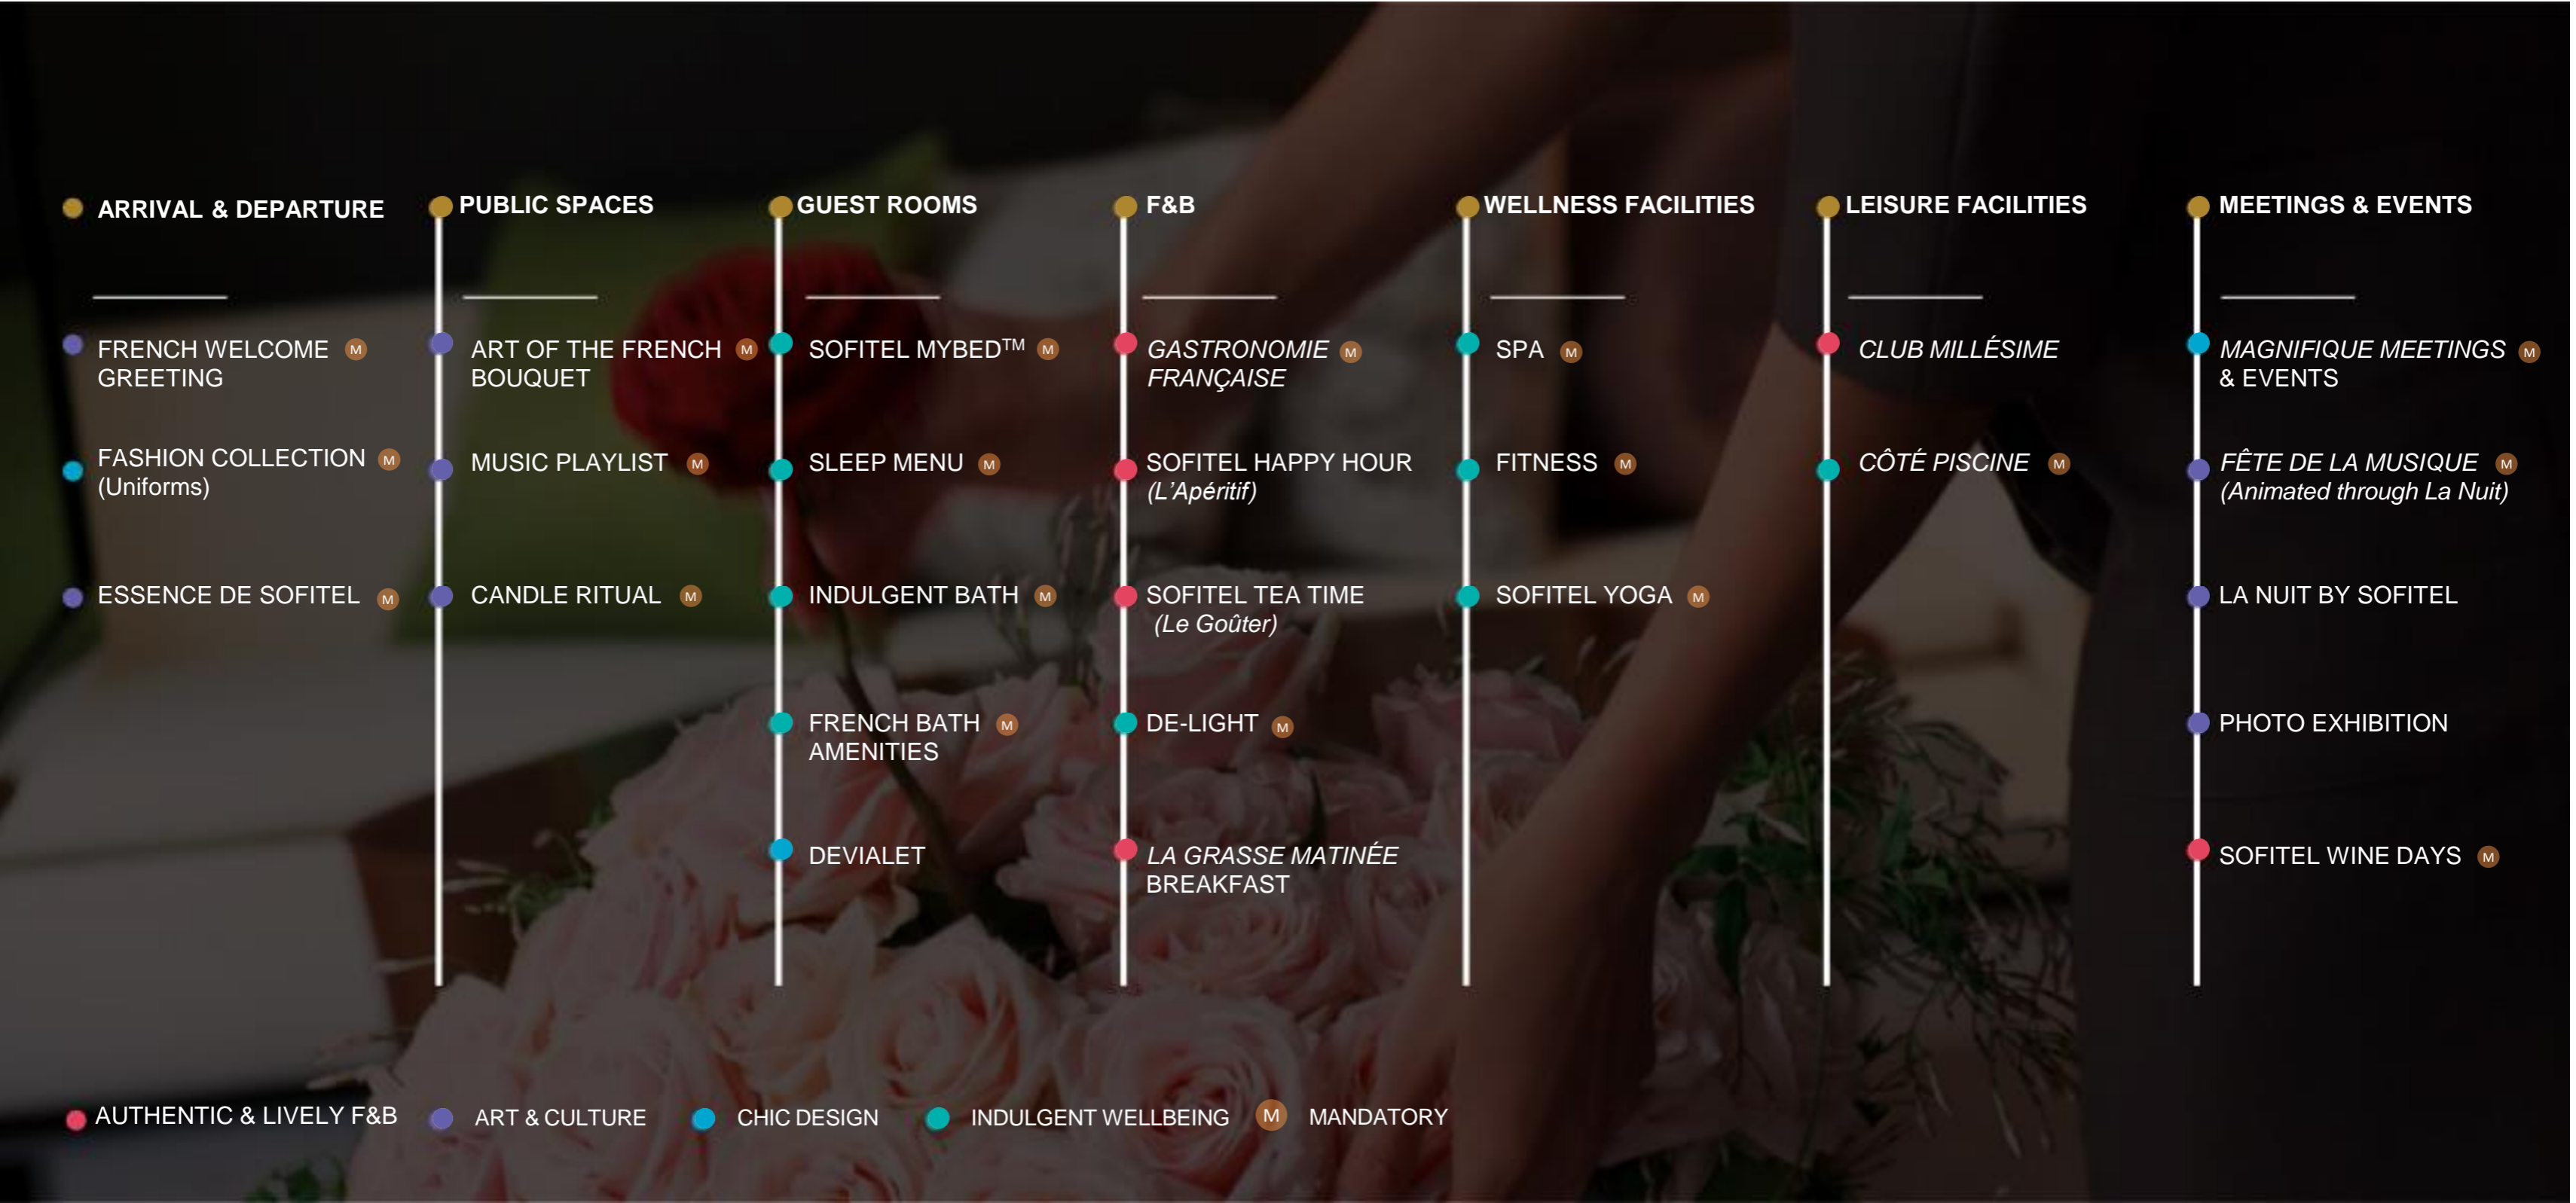 ARRIVAL & DEPARTURE
FRENCH WELCOME M
GREETING
FASHION COLLECTION M
(Uniforms)
ESSENCE DE SOFITEL M
PUBLIC SPACES
ART OF THE FRENCH M
BOUQUET
MUSIC PLAYLIST M
CANDLE RITUAL M
GUEST ROOMS
SOFITEL MYBED™ M
SLEEP MENU M
INDULGENT BATH M
FRENCH BATH M
AMENITIES
DEVIALET
F&B
GASTRONOMIE M
FRANÇAISE
SOFITEL HAPPY HOUR
(L’Apéritif)
SOFITEL TEA TIME
(Le Goûter)
DE-LIGHT M
LA GRASSE MATINÉE
BREAKFAST
WELLNESS FACILITIES
SPA M
FITNESS M
SOFITEL YOGA M
LEISURE FACILITIES
CLUB MILLÉSIME
CÔTÉ PISCINE M
MEETINGS & EVENTS
MAGNIFIQUE MEETINGS M
& EVENTS
FÊTE DE LA MUSIQUE M
(Animated through La Nuit)
LA NUIT BY SOFITEL
PHOTO EXHIBITION
SOFITEL WINE DAYS M
AUTHENTIC & LIVELY F&B
ART & CULTURE
CHIC DESIGN
INDULGENT WELLBEING
M MANDATORY